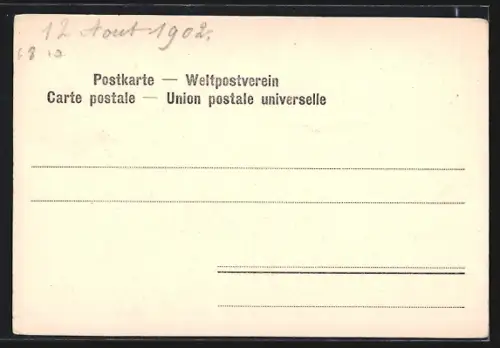 12 Aout 1902.
Postkarte — Weltpostverein
Carte postale — Union postale universelle